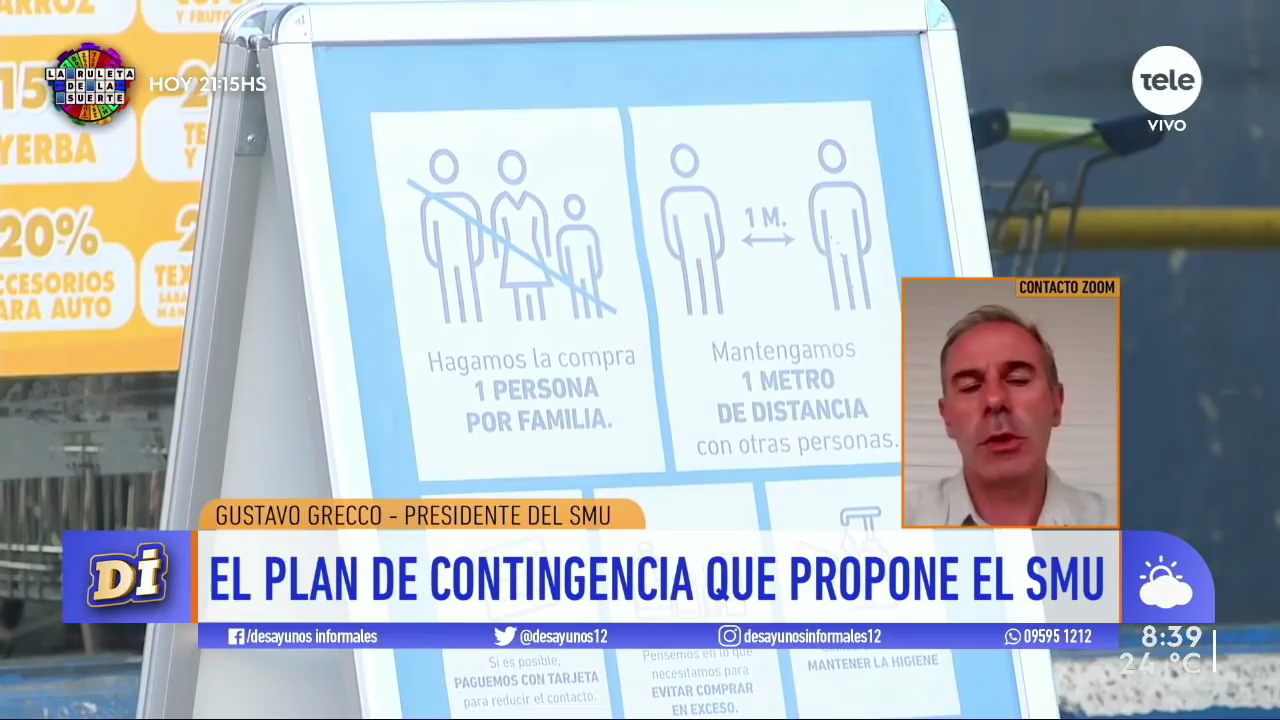 ARROZ
Y FRUTO
LA RULETA
DE LA
SUERTE
HOY 21:15HS
tele
VIVO
15
YERBA
20%
CCESORIOS
ARA AUTO
1 M.
Hagamos la compra
1 PERSONA
POR FAMILIA.
Mantengamos
1 METRO
DE DISTANCIA
con otras personas.
CONTACTO ZOOM
GUSTAVO GRECCO - PRESIDENTE DEL SMU
Di
EL PLAN DE CONTINGENCIA QUE PROPONE EL SMU
/desayunos informales
@desayunos12
desayunosinformales12
09595 1212
8:39
24 °C
Si es posible,
PAGUEMOS CON TARJETA
para reducir el contacto.
Pensemos en lo que
necesitamos para
EVITAR COMPRAR
EN EXCESO.
MANTENER LA HIGIENE